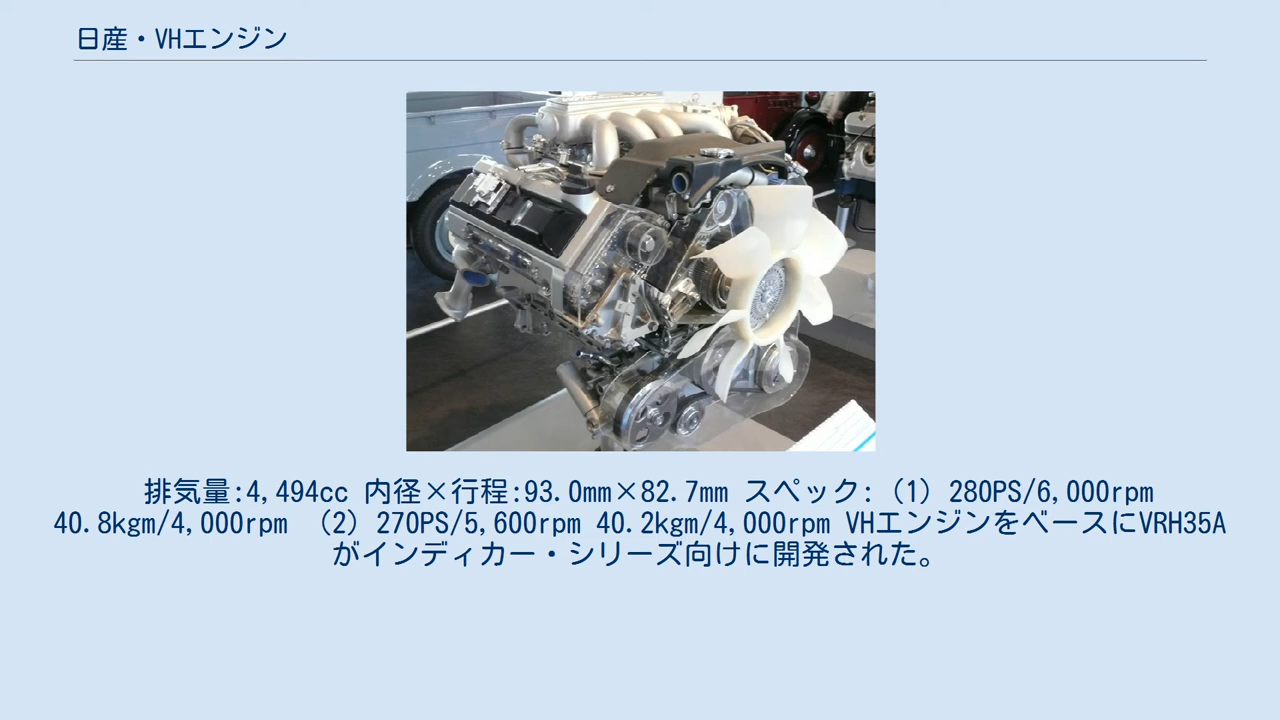 日産・VHエンジン
排気量:4,494cc 内径×行程:93.0mm×82.7mm スペック:（1）280PS/6,000rpm
40.8kgm/4,000rpm （2）270PS/5,600rpm 40.2kgm/4,000rpm VHエンジンをベースにVRH35A
がインディカー・シリーズ向けに開発された。